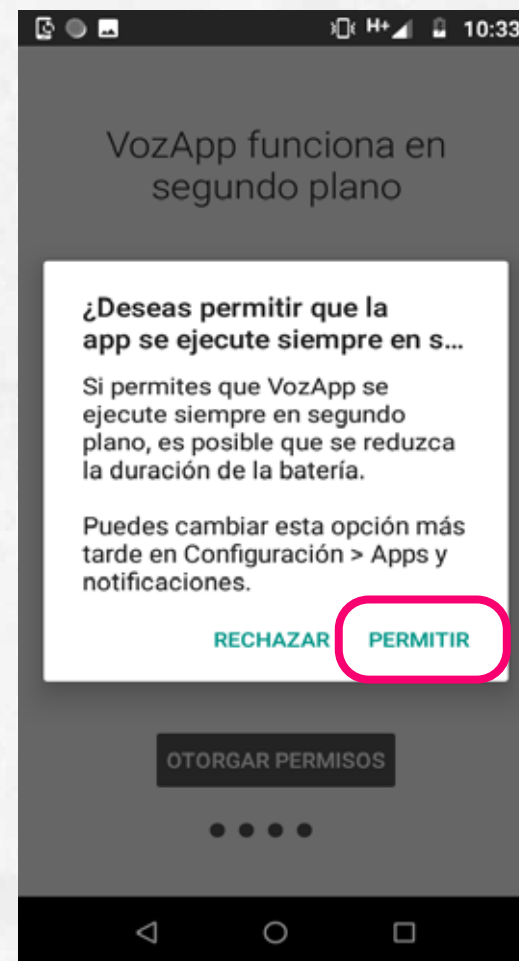 H+ 10:33
VozApp funciona en
segundo plano
¿Deseas permitir que la
app se ejecute siempre en s...
Si permites que VozApp se
ejecute siempre en segundo
plano, es posible que se reduzca
la duración de la batería.
Puedes cambiar esta opción más
tarde en Configuración > Apps y
notificaciones.
RECHAZAR PERMITIR
OTORGAR PERMISOS